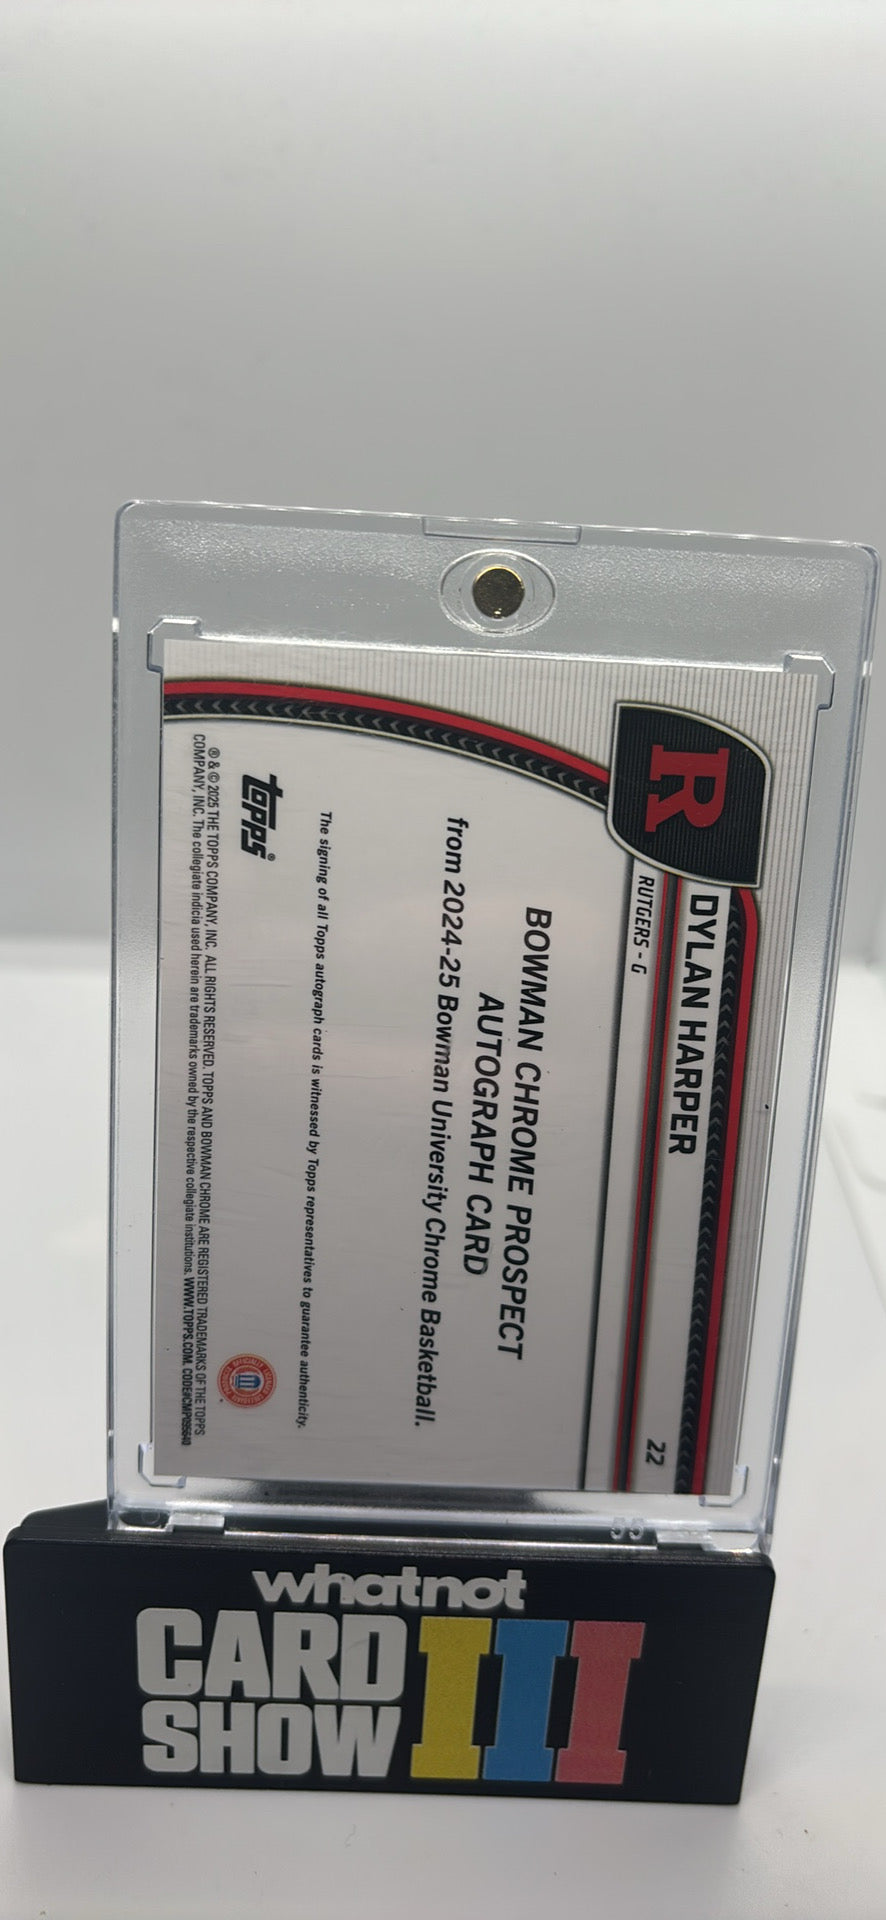 R
DYLAN HARPER
RUTGERS - G
22
BOWMAN CHROME PROSPECT
AUTOGRAPH CARD
from 2024-25 Bowman University Chrome Basketball.
The signing of all Topps autograph cards is witnessed by Topps representatives to guarantee authenticity.
topps®
® & © 2025 THE TOPPS COMPANY, INC. ALL RIGHTS RESERVED. TOPPS AND BOWMAN CHROME ARE REGISTERED TRADEMARKS OF THE TOPPS
COMPANY, INC. The collegiate indicia used herein are trademarks owned by the respective collegiate institutions. WWW.TOPPS.COM. CODE#CMP095640
whatnot
CARD
SHOW III